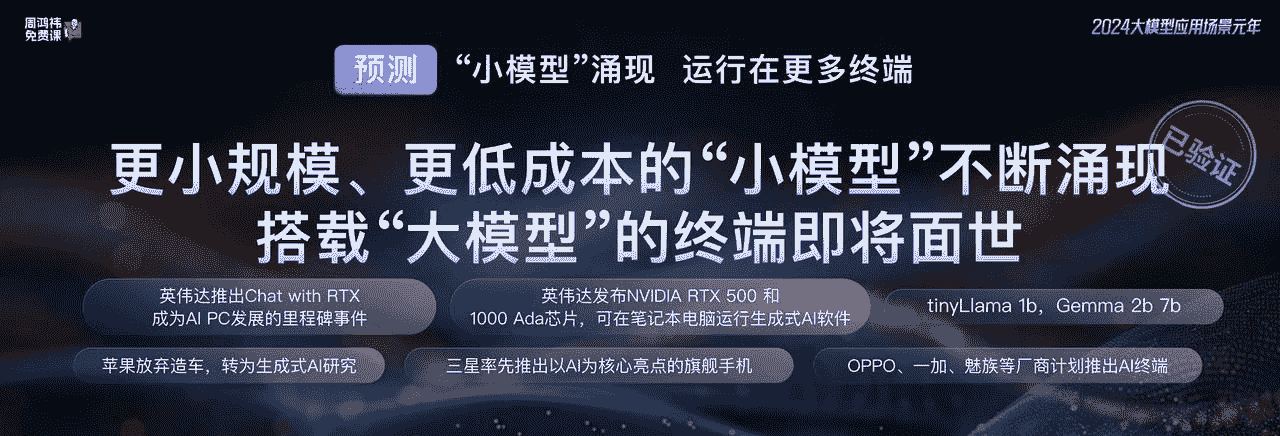 周鸿祎
免费课
2024大模型应用场景元年
预测 “小模型”涌现 运行在更多终端
已验证
更小规模、更低成本的“小模型”不断涌现
搭载“大模型”的终端即将面世
英伟达推出Chat with RTX
成为AI PC发展的里程碑事件
英伟达发布NVIDIA RTX 500 和
1000 Ada芯片，可在笔记本电脑运行生成式AI软件
tinyLlama 1b，Gemma 2b 7b
苹果放弃造车，转为生成式AI研究
三星率先推出以AI为核心亮点的旗舰手机
OPPO、一加、魅族等厂商计划推出AI终端